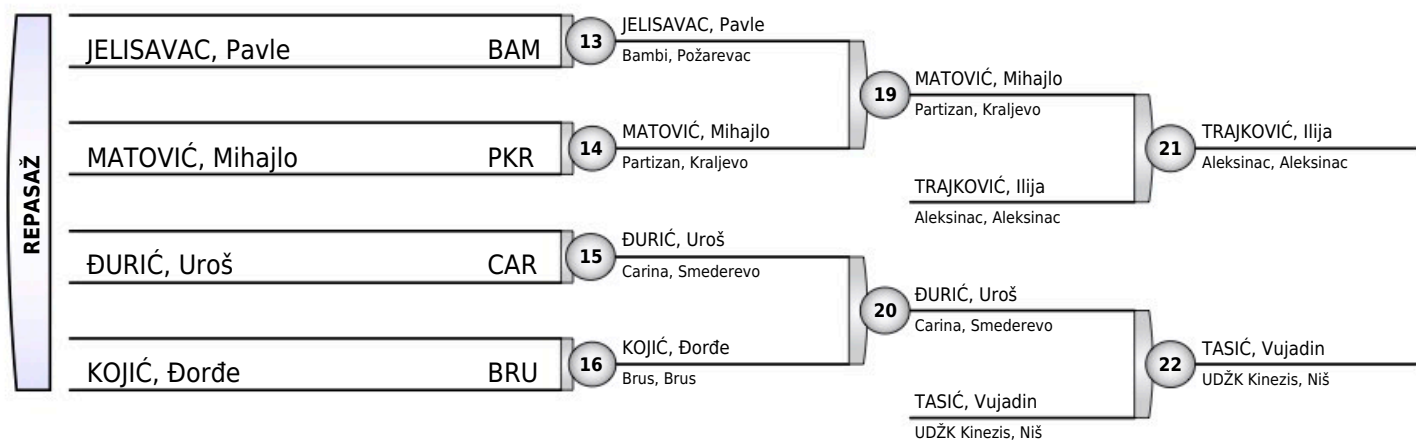 REPASAŽ
JELISAVAC, Pavle BAM
13
JELISAVAC, Pavle
Bambi, Požarevac
MATOVIĆ, Mihajlo PKR
14
MATOVIĆ, Mihajlo
Partizan, Kraljevo
19
MATOVIĆ, Mihajlo
Partizan, Kraljevo
TRAJKOVIĆ, Ilija
Aleksinac, Aleksinac
21
TRAJKOVIĆ, Ilija
Aleksinac, Aleksinac
ĐURIĆ, Uroš CAR
15
ĐURIĆ, Uroš
Carina, Smederevo
KOJIĆ, Đorđe BRU
16
KOJIĆ, Đorđe
Brus, Brus
20
ĐURIĆ, Uroš
Carina, Smederevo
TASIĆ, Vujadin
UDŽK Kinezis, Niš
22
TASIĆ, Vujadin
UDŽK Kinezis, Niš